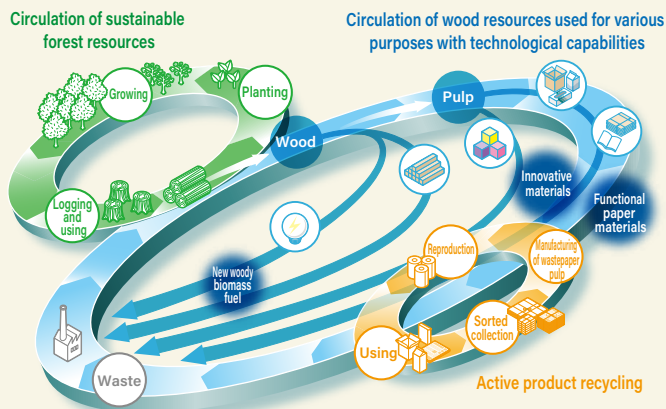 Circulation of sustainable
forest resources
Circulation of wood resources used for various
purposes with technological capabilities
Growing
Planting
Wood
Pulp
Logging
and
using
Innovative
materials
Functional
paper
materials
New woody
biomass
fuel
Reproduction
Manufacturing
of wastepaper
pulp
Sorted
collection
Using
Waste
Active product recycling